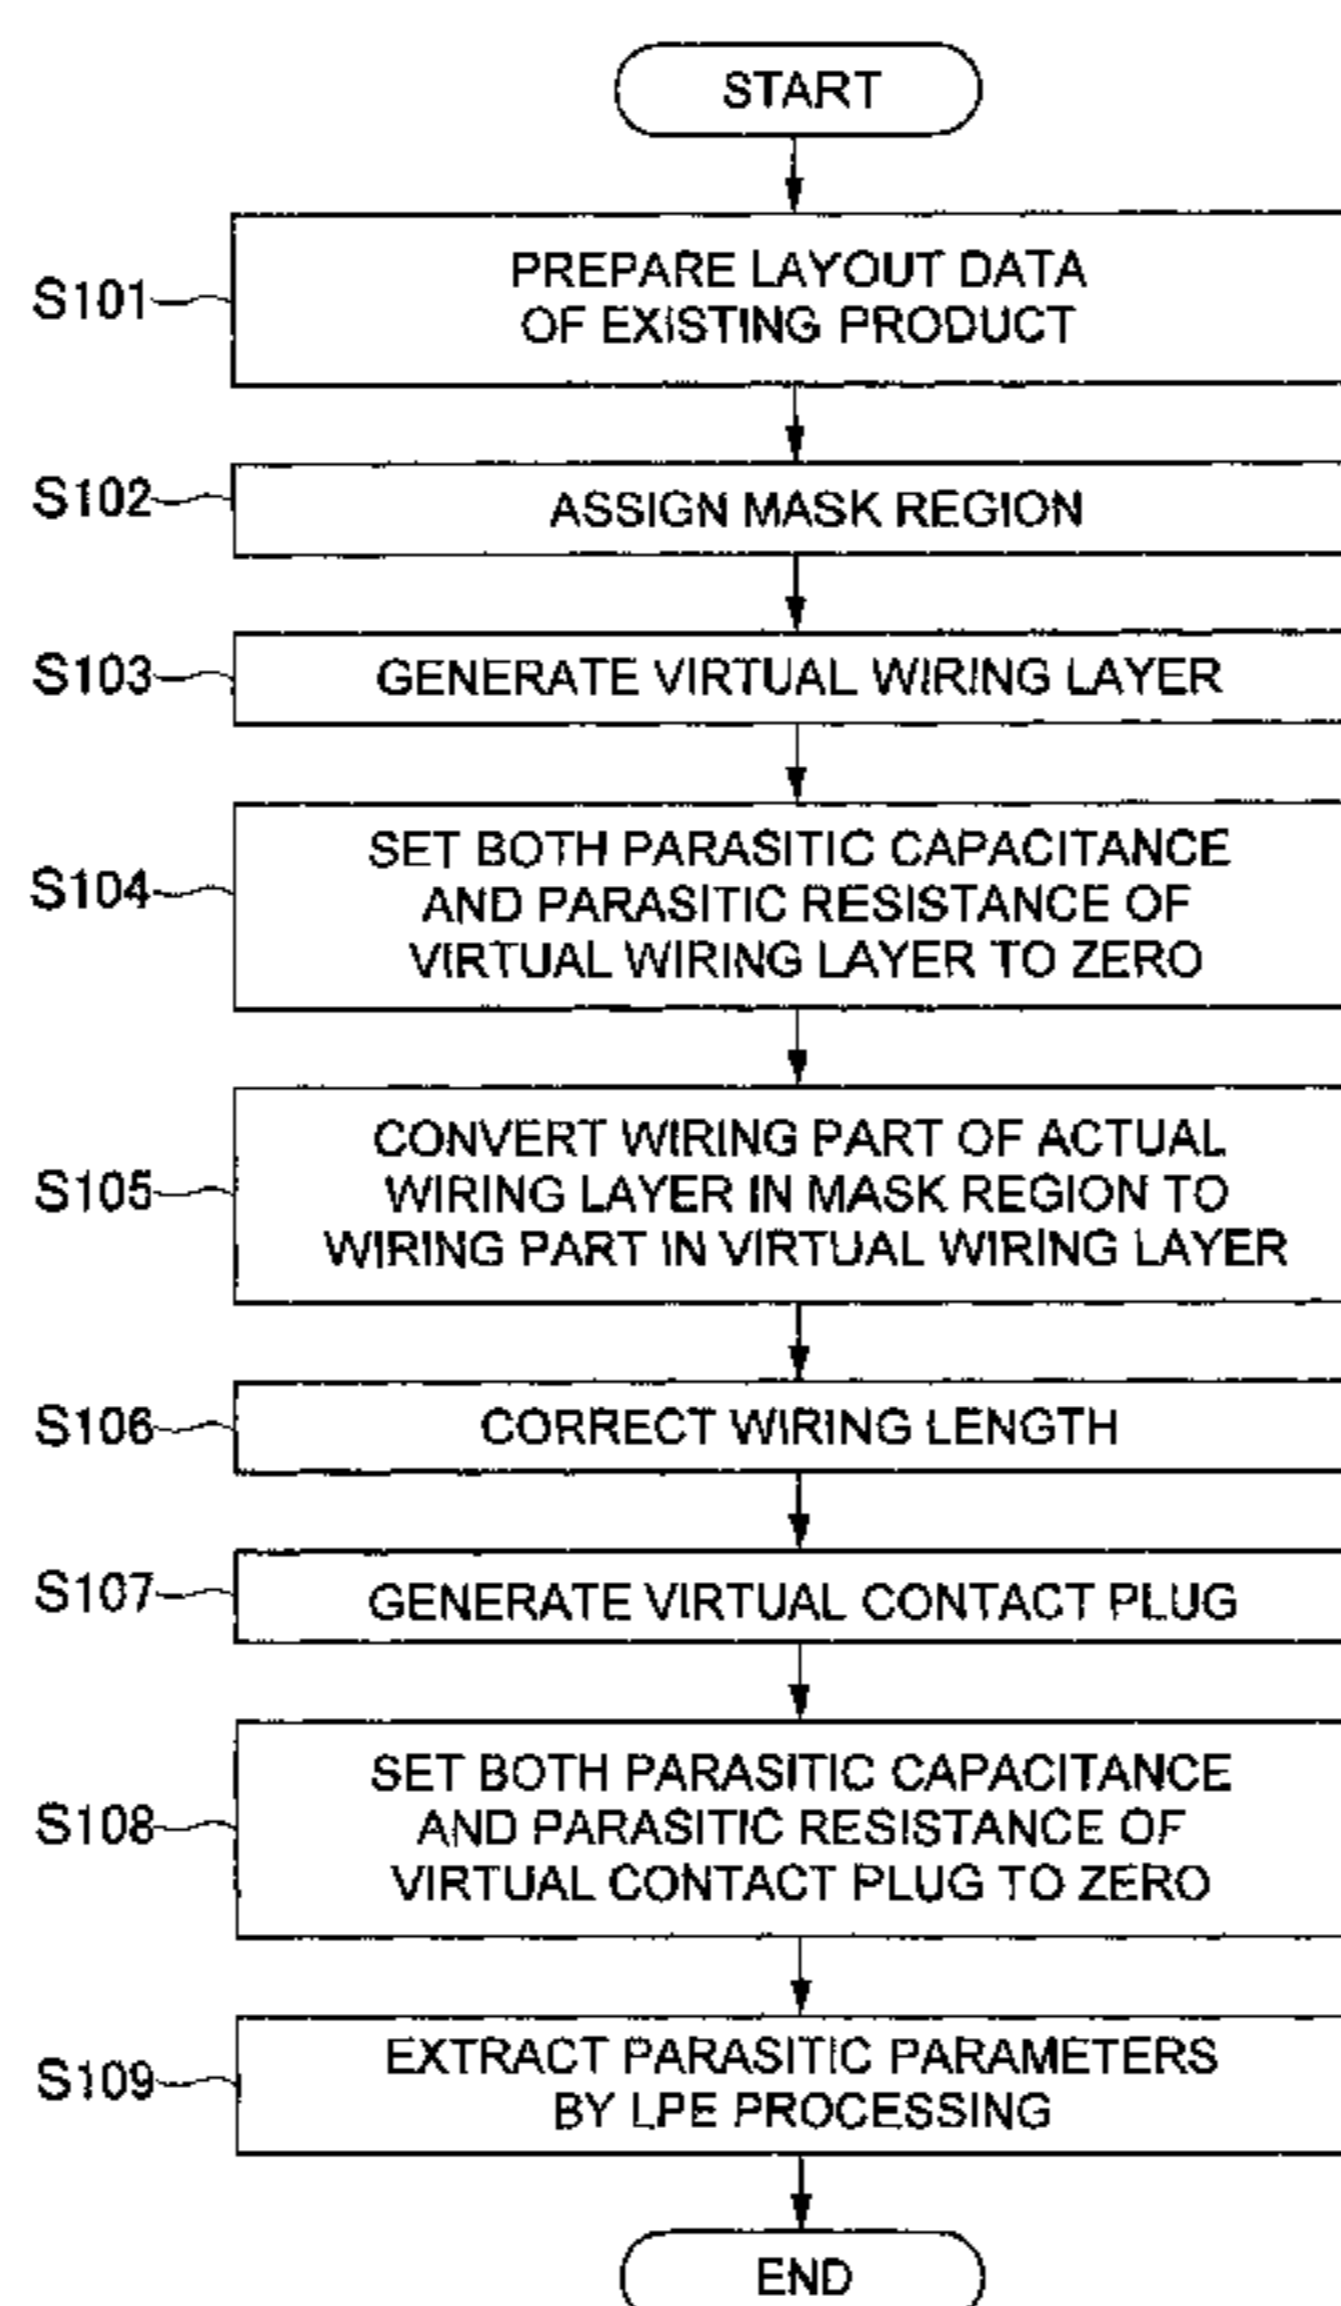 START
S101
PREPARE LAYOUT DATA
OF EXISTING PRODUCT
S102
ASSIGN MASK REGION
S103
GENERATE VIRTUAL WIRING LAYER
S104
SET BOTH PARASITIC CAPACITANCE
AND PARASITIC RESISTANCE OF
VIRTUAL WIRING LAYER TO ZERO
S105
CONVERT WIRING PART OF ACTUAL
WIRING LAYER IN MASK REGION TO
WIRING PART IN VIRTUAL WIRING LAYER
S106
CORRECT WIRING LENGTH
S107
GENERATE VIRTUAL CONTACT PLUG
S108
SET BOTH PARASITIC CAPACITANCE
AND PARASITIC RESISTANCE OF
VIRTUAL CONTACT PLUG TO ZERO
S109
EXTRACT PARASITIC PARAMETERS
BY LPE PROCESSING
END